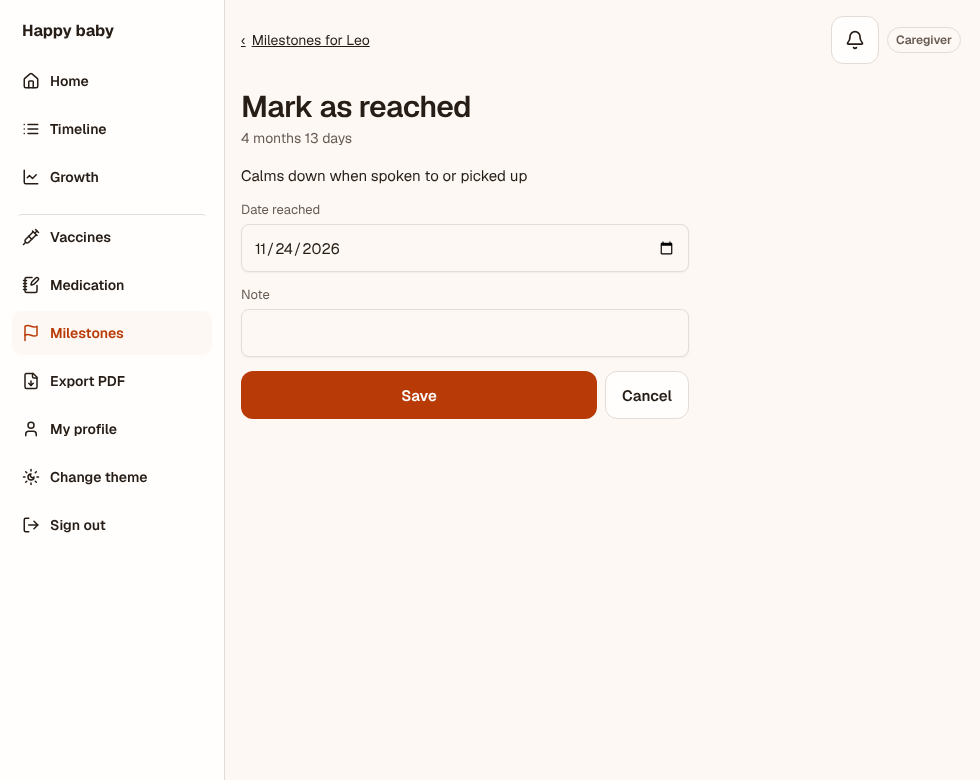 Happy baby
Home
Timeline
Growth
Vaccines
Medication
Milestones
Export PDF
My profile
Change theme
Sign out
‹ Milestones for Leo
Caregiver
Mark as reached
4 months 13 days
Calms down when spoken to or picked up
Date reached
11/24/2026
Note
Save
Cancel